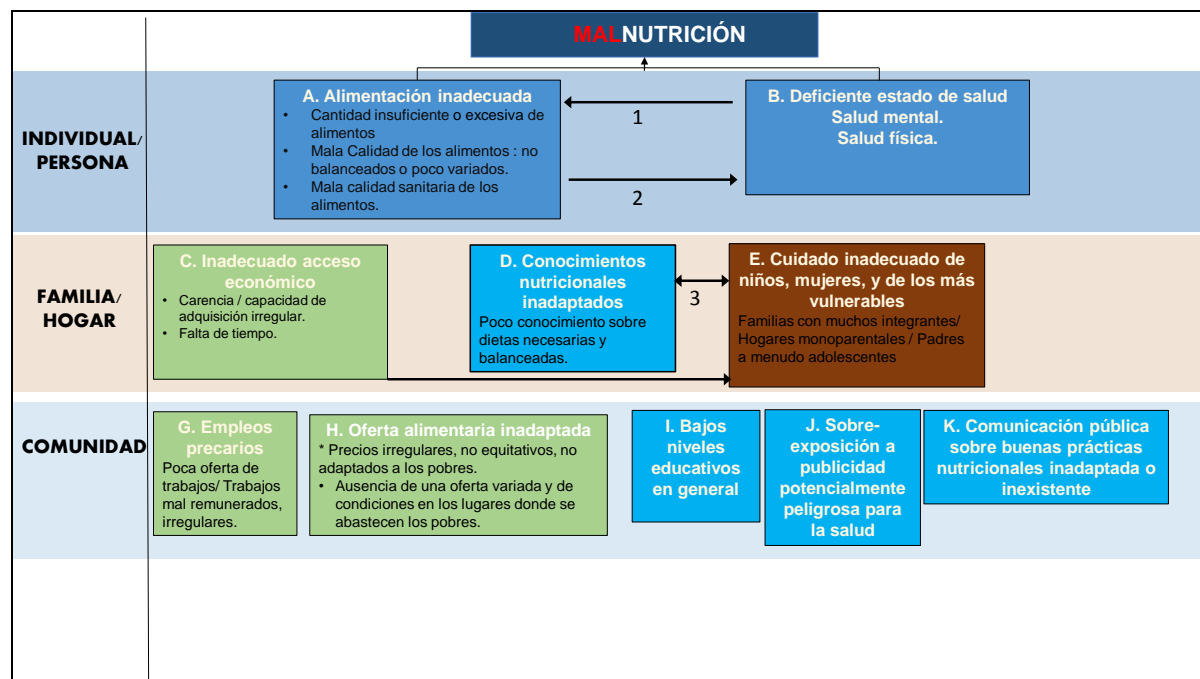 MALNUTRICIÓN
INDIVIDUAL/
PERSONA
A. Alimentación inadecuada
• Cantidad insuficiente o excesiva de
alimentos
• Mala Calidad de los alimentos : no
balanceados o poco variados.
• Mala calidad sanitaria de los
alimentos.
1
2
B. Deficiente estado de salud
Salud mental.
Salud física.
FAMILIA/
HOGAR
C. Inadecuado acceso
económico
• Carencia / capacidad de
adquisición irregular.
• Falta de tiempo.
D. Conocimientos
nutricionales
inadaptados
Poco conocimiento sobre
dietas necesarias y
balanceadas.
3
E. Cuidado inadecuado de
niños, mujeres, y de los más
vulnerables
Familias con muchos integrantes/
Hogares monoparentales / Padres
a menudo adolescentes
COMUNIDAD
G. Empleos
precarios
Poca oferta de
trabajos/ Trabajos
mal remunerados,
irregulares.
H. Oferta alimentaria inadaptada
* Precios irregulares, no equitativos, no
adaptados a los pobres.
• Ausencia de una oferta variada y de
condiciones en los lugares donde se
abastecen los pobres.
I. Bajos
niveles
educativos
en general
J. Sobre-
exposición a
publicidad
potencialmente
peligrosa para
la salud
K. Comunicación pública
sobre buenas prácticas
nutricionales inadaptada o
inexistente